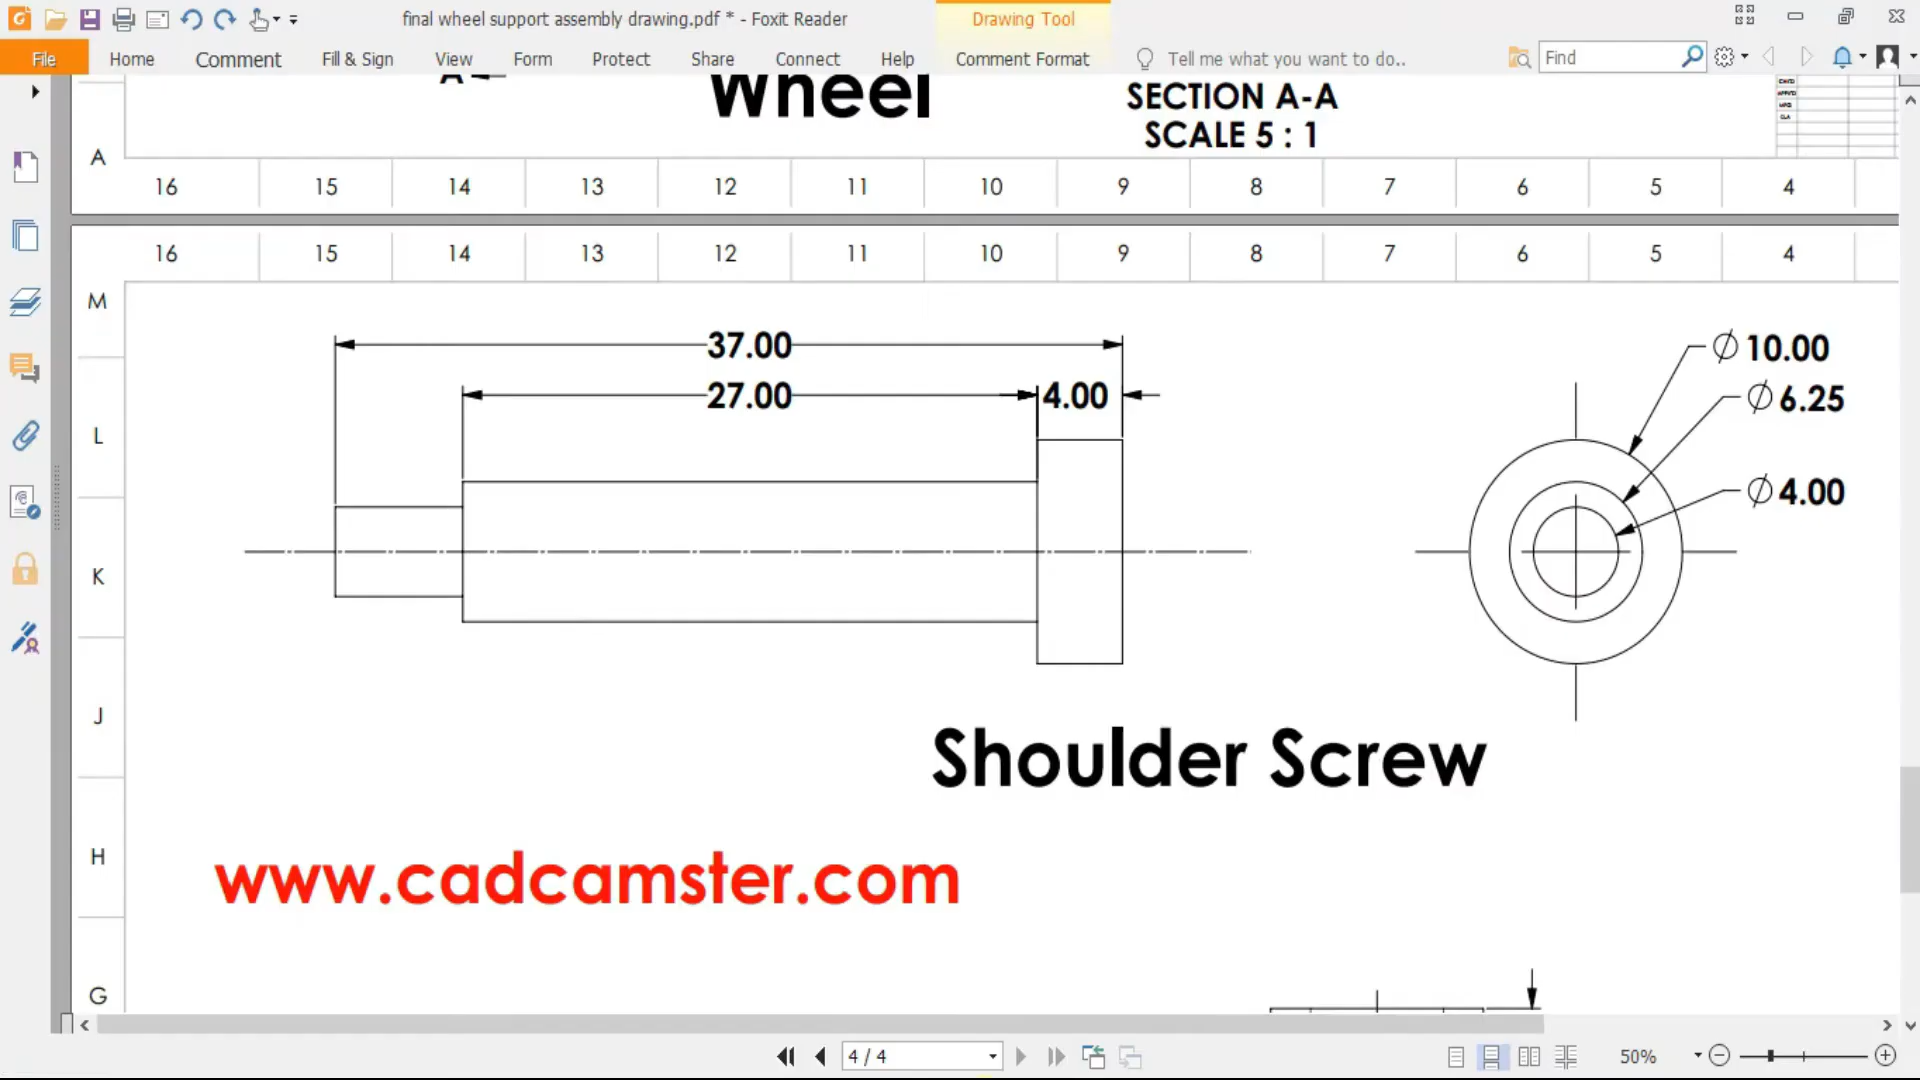 final wheel support assembly drawing.pdf * - Foxit Reader
Drawing Tool
File
Home
Comment
Fill & Sign
View
Form
Protect
Share
Connect
Help
Comment Format
Tell me what you want to do..
Find
A
Wheel
SECTION A-A
SCALE 5 : 1
A
16 15 14 13 12 11 10 9 8 7 6 5 4
16 15 14 13 12 11 10 9 8 7 6 5 4
M
37.00
27.00
4.00
∅ 10.00
∅ 6.25
∅ 4.00
L
K
J
Shoulder Screw
H
www.cadcamster.com
G
4 / 4
50%